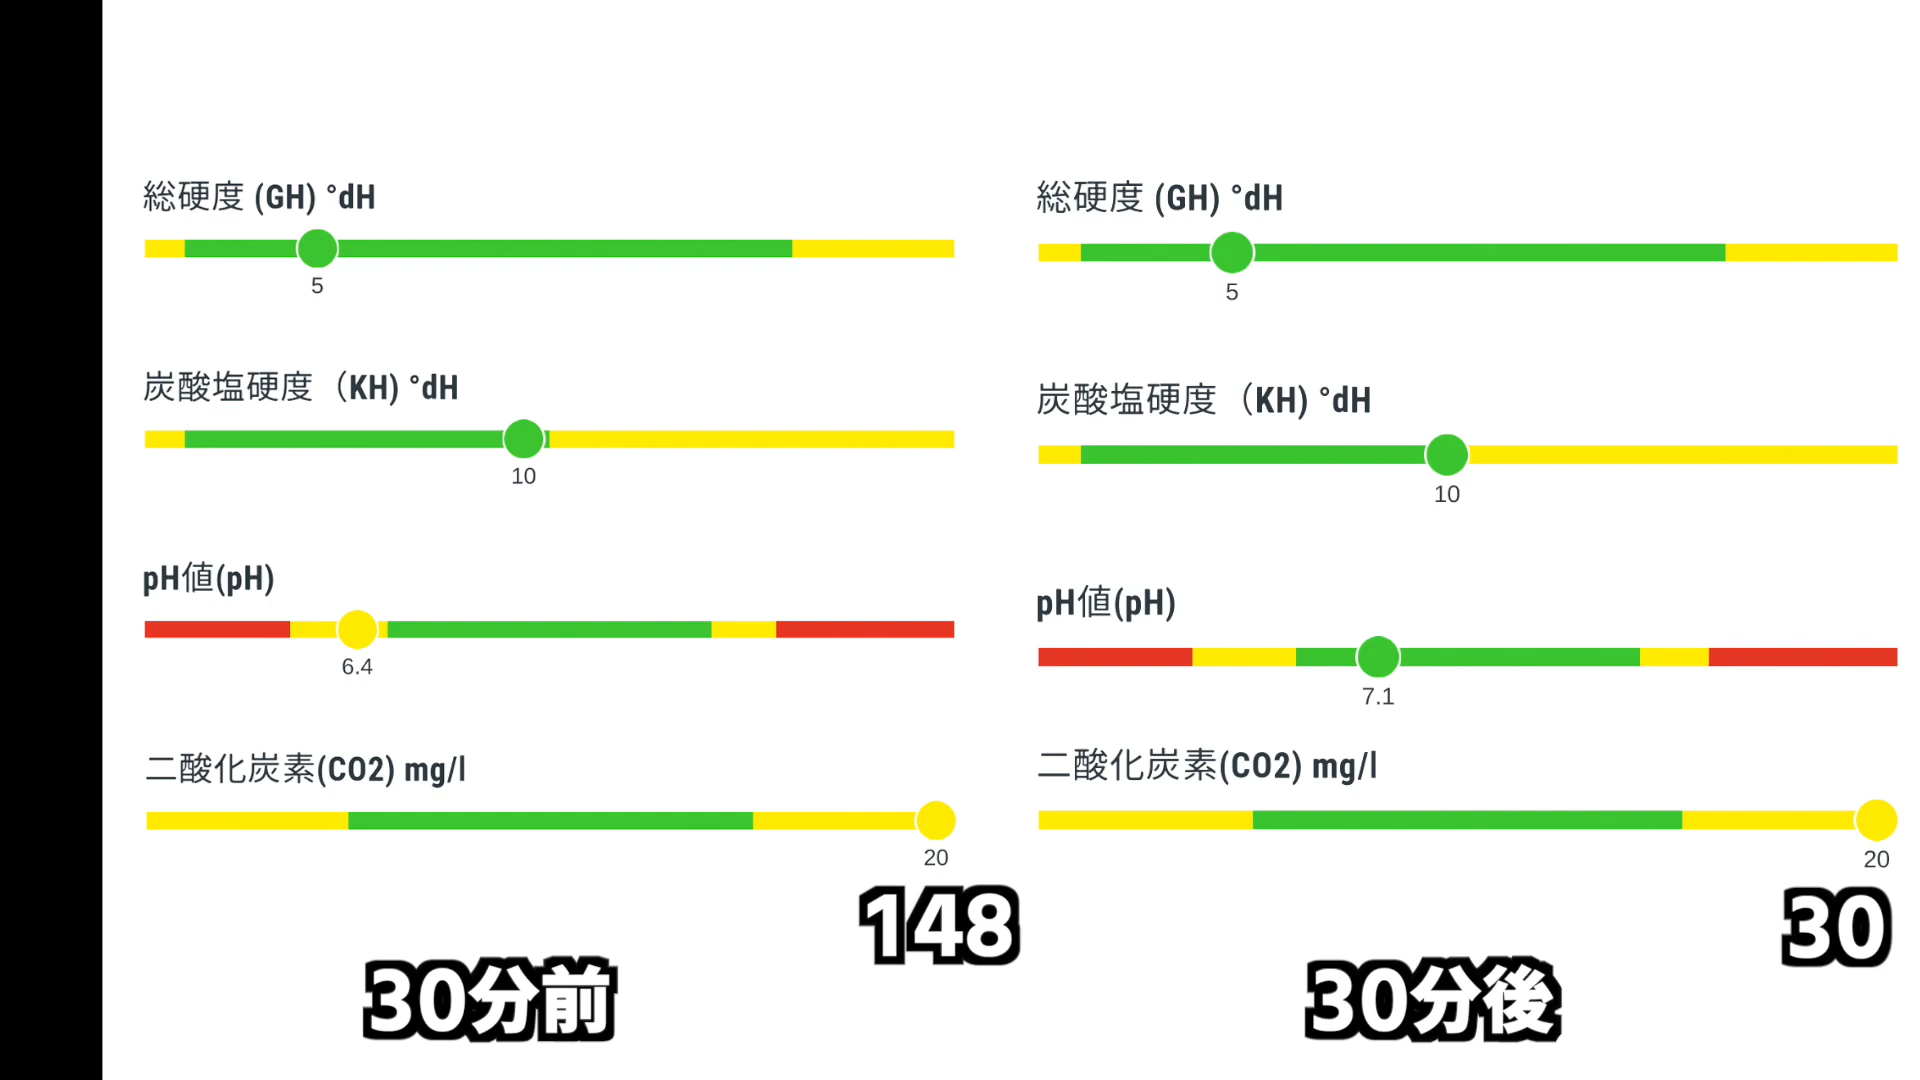 総硬度 (GH) °dH
5
炭酸塩硬度（KH) °dH
10
pH値(pH)
6.4
二酸化炭素(CO2) mg/l
20
148
30分前
総硬度 (GH) °dH
5
炭酸塩硬度（KH) °dH
10
pH値(pH)
7.1
二酸化炭素(CO2) mg/l
20
30
30分後